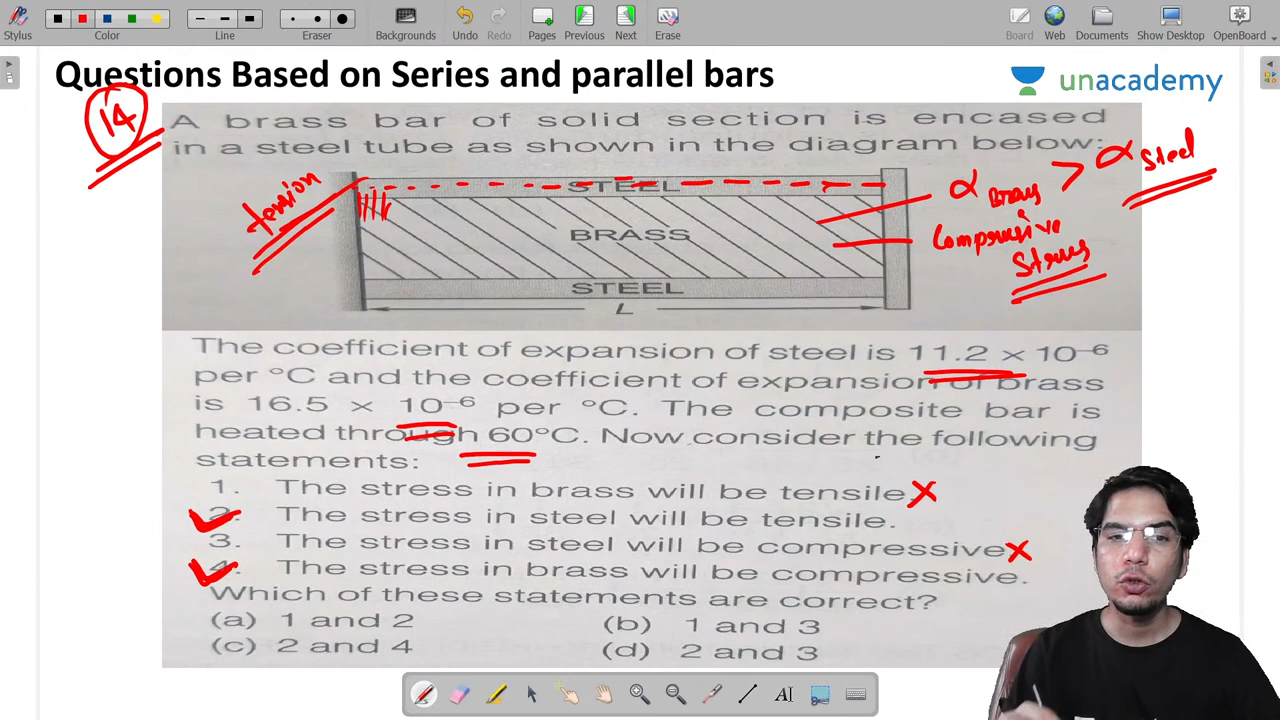 Stylus
Color
Line
Eraser
Backgrounds
Undo
Redo
Pages
Previous
Next
Erase
Board
Web
Documents
Show Desktop
OpenBoard
Questions Based on Series and parallel bars
unacademy
14
A brass bar of solid section is encased
in a steel tube as shown in the diagram below:
α Brass > α Steel
tension
STEEL
BRASS
Compressive
Stress
STEEL
L
The coefficient of expansion of steel is 11.2 × 10⁻⁶
per °C and the coefficient of expansion of brass
is 16.5 × 10⁻⁶ per °C. The composite bar is
heated through 60°C. Now consider the following
statements:
1. The stress in brass will be tensile.
2. The stress in steel will be tensile.
3. The stress in steel will be compressive
4. The stress in brass will be compressive.
Which of these statements are correct?
(a) 1 and 2
(b) 1 and 3
(c) 2 and 4
(d) 2 and 3
AI